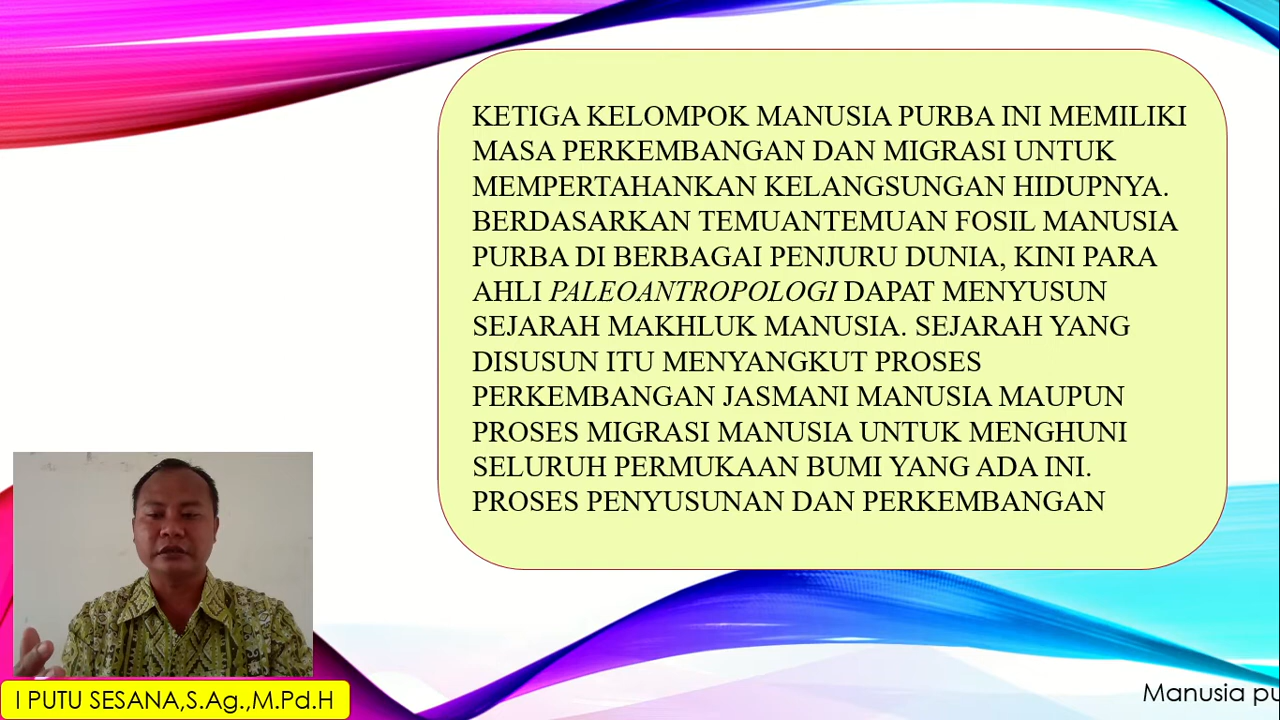 KETIGA KELOMPOK MANUSIA PURBA INI MEMILIKI
MASA PERKEMBANGAN DAN MIGRASI UNTUK
MEMPERTAHANKAN KELANGSUNGAN HIDUPNYA.
BERDASARKAN TEMUANTEMUAN FOSIL MANUSIA
PURBA DI BERBAGAI PENJURU DUNIA, KINI PARA
AHLI PALEOANTROPOLOGI DAPAT MENYUSUN
SEJARAH MAKHLUK MANUSIA. SEJARAH YANG
DISUSUN ITU MENYANGKUT PROSES
PERKEMBANGAN JASMANI MANUSIA MAUPUN
PROSES MIGRASI MANUSIA UNTUK MENGHUNI
SELURUH PERMUKAAN BUMI YANG ADA INI.
PROSES PENYUSUNAN DAN PERKEMBANGAN
I PUTU SESANA,S.Ag.,M.Pd.H
Manusia pu